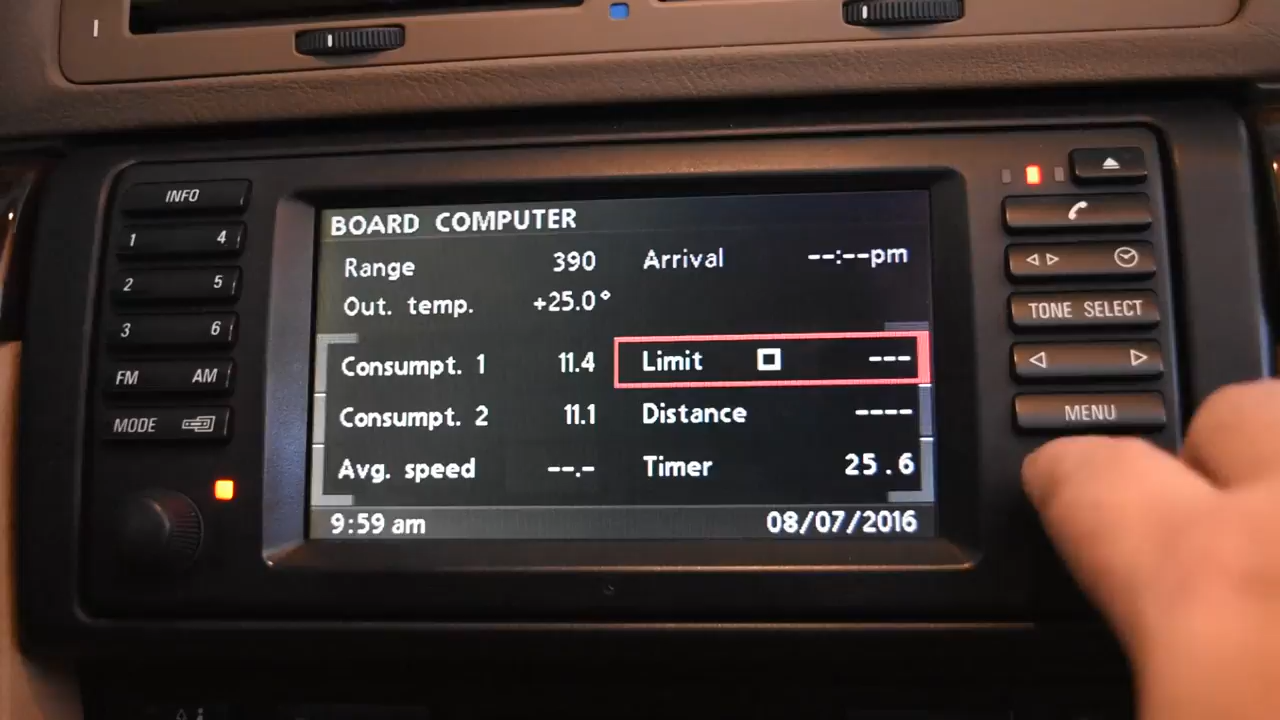 INFO
1 4
2 5
3 6
FM AM
MODE
BOARD COMPUTER
Range 390
Out. temp. +25.0°
Consumpt. 1 11.4
Consumpt. 2 11.1
Avg. speed --.-
Arrival --:--pm
Limit ---
Distance ----
Timer 25.6
9:59 am 08/07/2016
TONE SELECT
MENU